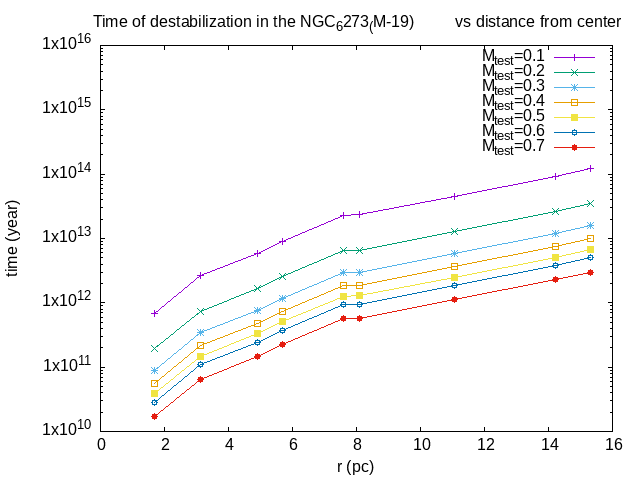 Time of destabilization in the NGC6273(M-19) vs distance from center
1x10^16
1x10^15
1x10^14
1x10^13
1x10^12
1x10^11
1x10^10
time (year)
Mtest=0.1
Mtest=0.2
Mtest=0.3
Mtest=0.4
Mtest=0.5
Mtest=0.6
Mtest=0.7
0 2 4 6 8 10 12 14 16
r (pc)